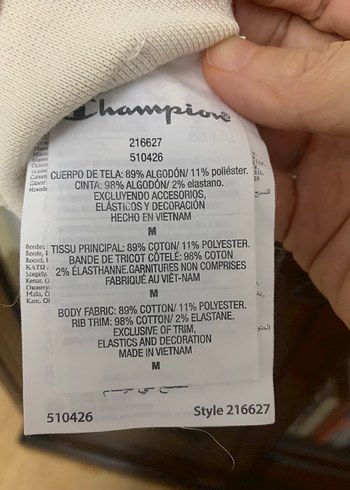 Champion
216627
510426
CUERPO DE TELA: 89% ALGODÓN/ 11% poliéster.
CINTA: 98% ALGODÓN/ 2% elastano.
EXCLUYENDO ACCESORIOS,
ELÁSTICOS Y DECORACIÓN
HECHO EN VIETNAM
M
TISSU PRINCIPAL: 89% COTON/ 11% POLYESTER.
BANDE DE TRICOT CÔTELÉ: 98% COTON
2% ÉLASTHANNE.GARNITURES NON COMPRISES
FABRIQUÉ AU VIÊT-NAM
M
BODY FABRIC: 89% COTTON/ 11% POLYESTER.
RIB TRIM: 98% COTTON/ 2% ELASTANE.
EXCLUSIVE OF TRIM,
ELASTICS AND DECORATION
MADE IN VIETNAM
M
510426 Style 216627